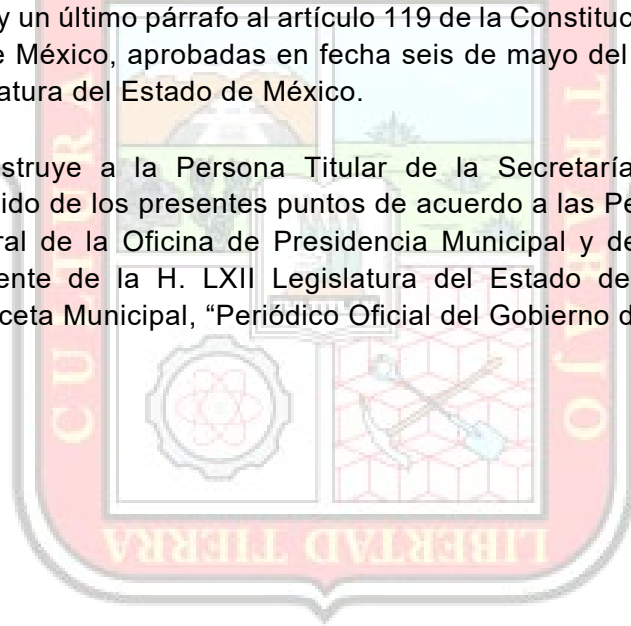 y un último párrafo al artículo 119 de la Constituc
e México, aprobadas en fecha seis de mayo del
atura del Estado de México.
struye a la Persona Titular de la Secretaría
ido de los presentes puntos de acuerdo a las Pe
ral de la Oficina de Presidencia Municipal y de
ente de la H. LXII Legislatura del Estado de
ceta Municipal, “Periódico Oficial del Gobierno d
CULTURA
TRABAJO
LIBERTAD TIERRA